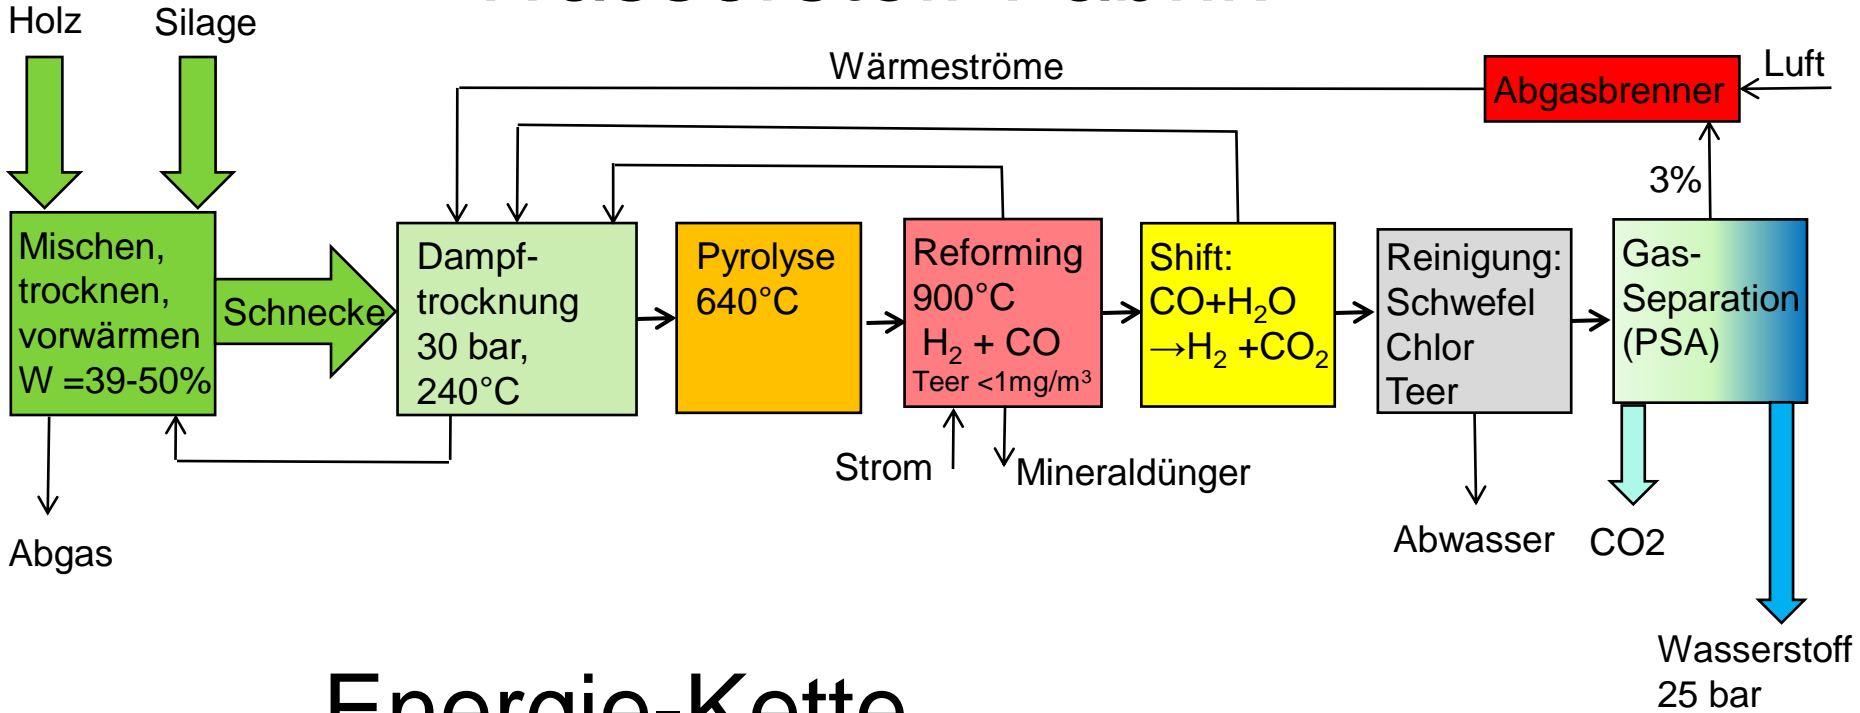 Holz
Silage
Wärmeströme
Abgasbrenner
Luft
3%
Mischen,
trocknen,
vorwärmen
W =39-50%
Schnecke
Dampf-
trocknung
30 bar,
240°C
Pyrolyse
640°C
Reforming
900°C
H₂ + CO
Teer <1mg/m³
Shift:
CO+H₂O
→H₂ +CO₂
Reinigung:
Schwefel
Chlor
Teer
Gas-
Separation
(PSA)
Strom
Mineraldünger
Abgas
Abwasser
CO2
Wasserstoff
25 bar
Energie-Kette